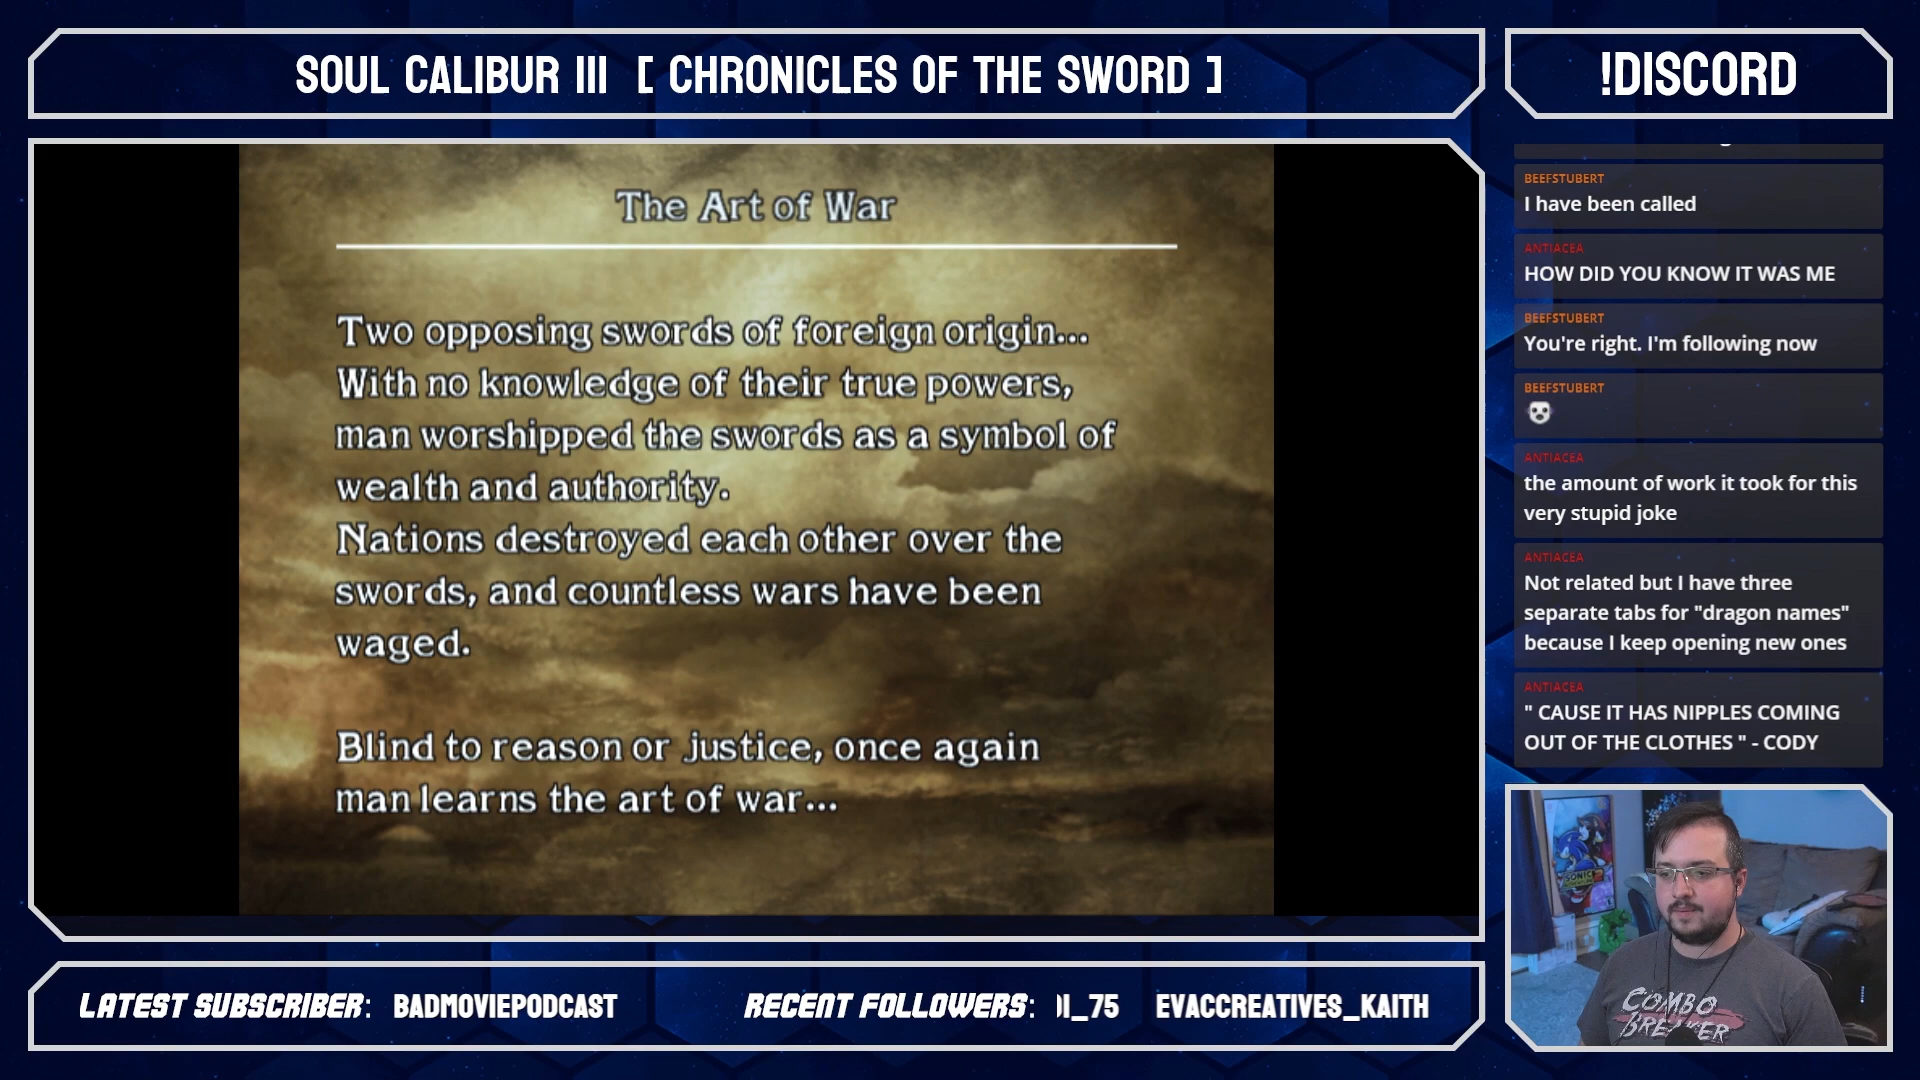 SOUL CALIBUR III [ CHRONICLES OF THE SWORD ]
!DISCORD
The Art of War
Two opposing swords of foreign origin...
With no knowledge of their true powers,
man worshipped the swords as a symbol of
wealth and authority.
Nations destroyed each other over the
swords, and countless wars have been
waged.
Blind to reason or justice, once again
man learns the art of war...
BEEFSTUBERT
I have been called
ANTIACEA
HOW DID YOU KNOW IT WAS ME
BEEFSTUBERT
You're right. I'm following now
BEEFSTUBERT
ANTIACEA
the amount of work it took for this
very stupid joke
ANTIACEA
Not related but I have three
separate tabs for "dragon names"
because I keep opening new ones
ANTIACEA
" CAUSE IT HAS NIPPLES COMING
OUT OF THE CLOTHES " - CODY
SONIC
COMBO
BREAKER
LATEST SUBSCRIBER: BADMOVIEPODCAST
RECENT FOLLOWERS: I_75 EVACCREATIVES_KAITH